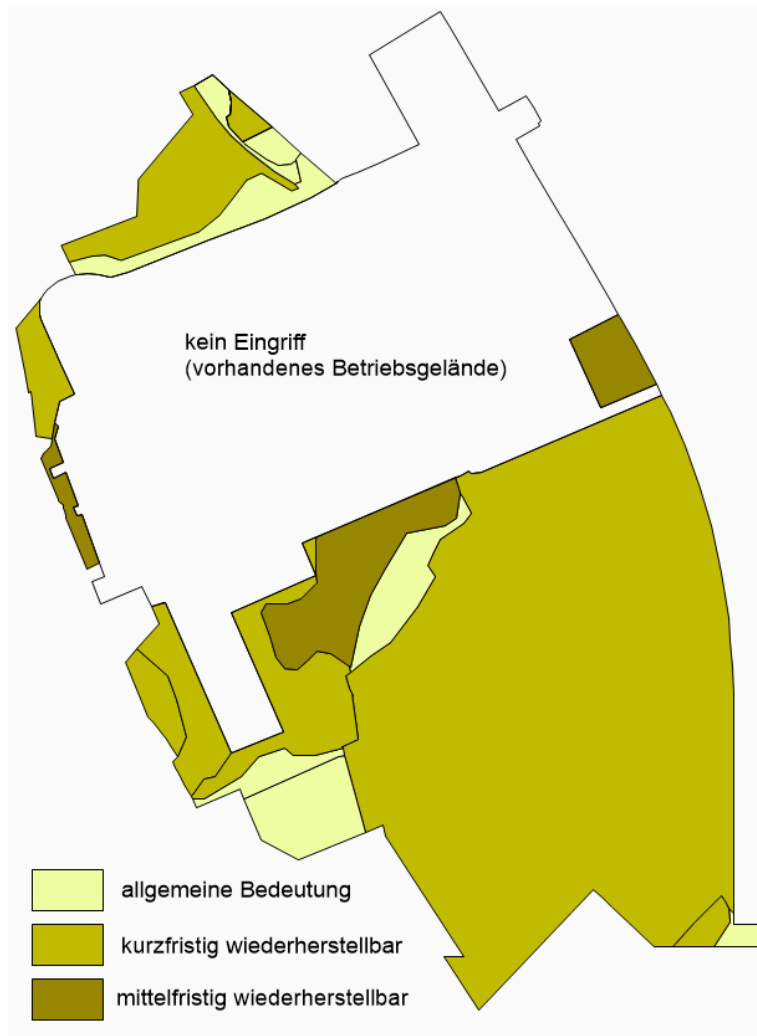 kein Eingriff
(vorhandenes Betriebsgelände)
allgemeine Bedeutung
kurzfristig wiederherstellbar
mittelfristig wiederherstellbar